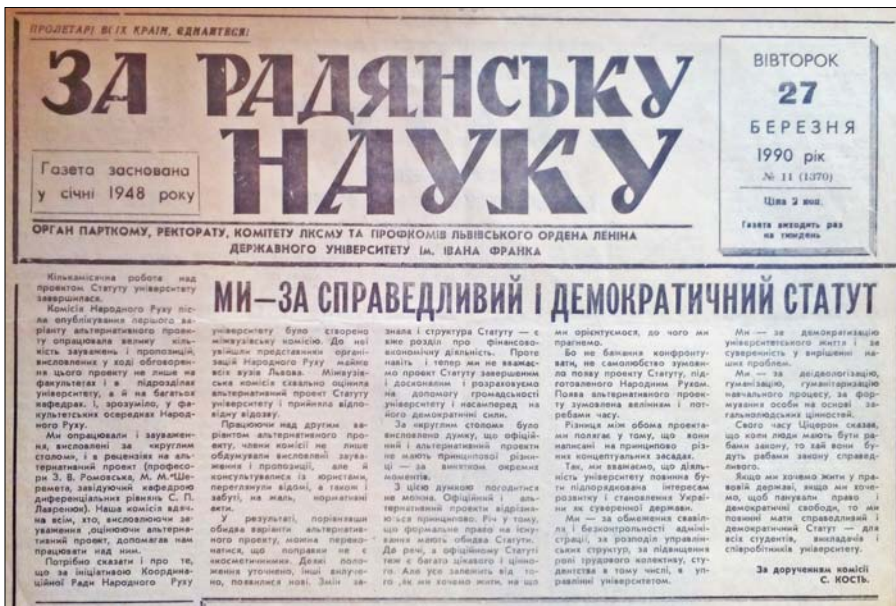 ПРОЛЕТАРІ ВСІХ КРАЇН, ЄДНАЙТЕСЯ!
ЗА РАДЯНСЬКУ
НАУКУ
Газета заснована
у січні 1948 року
ВІВТОРОК
27
БЕРЕЗНЯ
1990 рік
№ 11 (1370)
Ціна 2 коп.
Газета виходить раз
на тиждень
ОРГАН ПАРТКОМУ, РЕКТОРАТУ, КОМІТЕТУ ЛКСМУ ТА ПРОФКОМІВ ЛЬВІВСЬКОГО ОРДЕНА ЛЕНІНА
ДЕРЖАВНОГО УНІВЕРСИТЕТУ ім. ІВАНА ФРАНКА
МИ—ЗА СПРАВЕДЛИВИЙ І ДЕМОКРАТИЧНИЙ СТАТУТ
Кількамісячна робота над
проектом Статуту університету
завершилася.
Комісія Народного Руху піс-
ля опублікування першого ва-
ріанту альтернативного проек-
ту опрацювала велику кіль-
кість зауважень і пропозицій,
висловлених у ході обговорен-
ня цього проекту не лише на
факультетах і в підрозділах
університету, а й на багатьох
кафедрах. І, зрозуміло, у фа-
культетських осередках Народ-
ного Руху.
Ми опрацювали і зауважен-
ня, висловлені за «круглим
столом», і в рецензіях на аль-
тернативний проект (професо-
ри З. В. Ромовська, М. М. Ше-
ремета, завідуючий кафедрою
диференціальних рівнянь С. П.
Лавренюк). Наша комісія вдяч-
на всім, хто, висловлюючи за-
уваження ,оцінюючи альтерна-
тивний проект, допомагав нам
працювати над ним.
Потрібно сказати і про те,
що за ініціативою Координа-
ційної Ради Народного Руху
університету було створено
міжвузівську комісію. До неї
увійшли представники органі-
зацій Народного Руху майже
всіх вузів Львова. Міжвузів-
ська комісія схвально оцінила
альтернативний проект Статуту
університету і прийняла відпо-
відну відозву.
Працюючи над другим ва-
ріантом альтернативного прое-
кту, члени комісії не лише
обдумували висловлені заува-
ження і пропозиції, але й
консультувалися із юристами,
переглянули відомі, а також і
забуті, на жаль, нормативні
акти.
У результаті, порівнявши
обидва варіанти альтернатив-
ного проекту, можна переко-
натися, що поправки не є
«косметичними». Деякі поло-
ження уточнено, інші вилуче-
но, появилися нові. Змін за-
знала і структура Статуту — є
вже розділ про фінансово-
економічну діяльність. Проте
навіть і тепер ми не вважає-
мо проект Статуту завершеним
і досконалим і розраховуємо
на допомогу громадськості
університету і насамперед на
його демократичні сили.
За «круглим столом» було
висловлено думку, що офіцій-
ний і альтернативний проекти
не мають принципової різни-
ці — за винятком окремих
моментів.
З цією думкою погодитися
не можна. Офіційний і аль-
тернативний проекти відрізня-
ються принципово. Річ у тому,
що формальне право на існу-
вання мають обидва Статути.
До речі, в офіційному Статуті
теж є багато цікавого і цінно-
го. Але усе залежить від то-
го ,як ми хочемо жити, на що
ми орієнтуємося, до чого ми
прагнемо.
Бо не бажання конфронту-
вати, не самолюбство зумови-
ло появу проекту Статуту, під-
готовленого Народним Рухом.
Поява альтернативного проек-
ту зумовлена велінням і пот-
ребами часу.
Різниця між обома проекта-
ми полягає у тому, що вони
написані на принципово різ-
них концептуальних засадах.
Так, ми вважаємо, що діяль-
ність університету повинна бу-
ти підпорядкована інтересам
розвитку і становлення Украї-
ни як суверенної держави.
Ми — за обмеження сваві-
лля і безконтрольності адміні-
страції, за розподіл управлін-
ських структур, за підвищення
ролі трудового колективу, сту-
дентства в тому числі, в уп-
равлінні університетом.
Ми — за демократизацію
університетського життя і за
суверенність у вирішенні на-
ших проблем.
Ми — за деідеологізацію,
гуманізацію, гуманітаризацію
навчального процесу, за фор-
мування особи на основі за-
гальнолюдських цінностей.
Свого часу Ціцерон сказав,
що коли люди мають бути ра-
бами закону, то хай вони бу-
дуть рабами закону справед-
ливого.
Якщо ми хочемо жити у пра-
вовій державі, якщо ми хоче-
мо, щоб панували право і
демократичні свободи, то ми
повинні мати справедливий і
демократичний Статут — для
всіх студентів, викладачів і
співробітників університету.
За дорученням комісії
С. КОСТЬ.